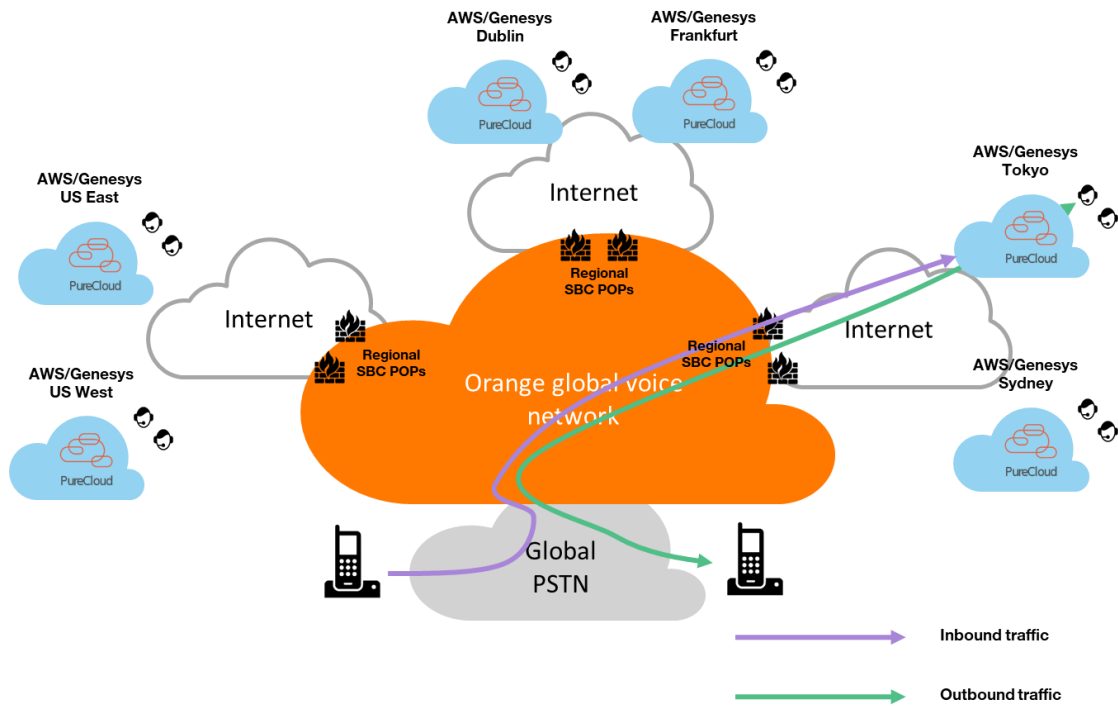 AWS/Genesys
Dublin
AWS/Genesys
Frankfurt
PureCloud
PureCloud
AWS/Genesys
US East
PureCloud
Internet
AWS/Genesys
Tokyo
PureCloud
Regional
SBC POPs
Internet
Regional
SBC POPs
Regional
SBC POPs
Internet
AWS/Genesys
US West
PureCloud
Orange global voice
network
AWS/Genesys
Sydney
PureCloud
Global
PSTN
Inbound traffic
Outbound traffic